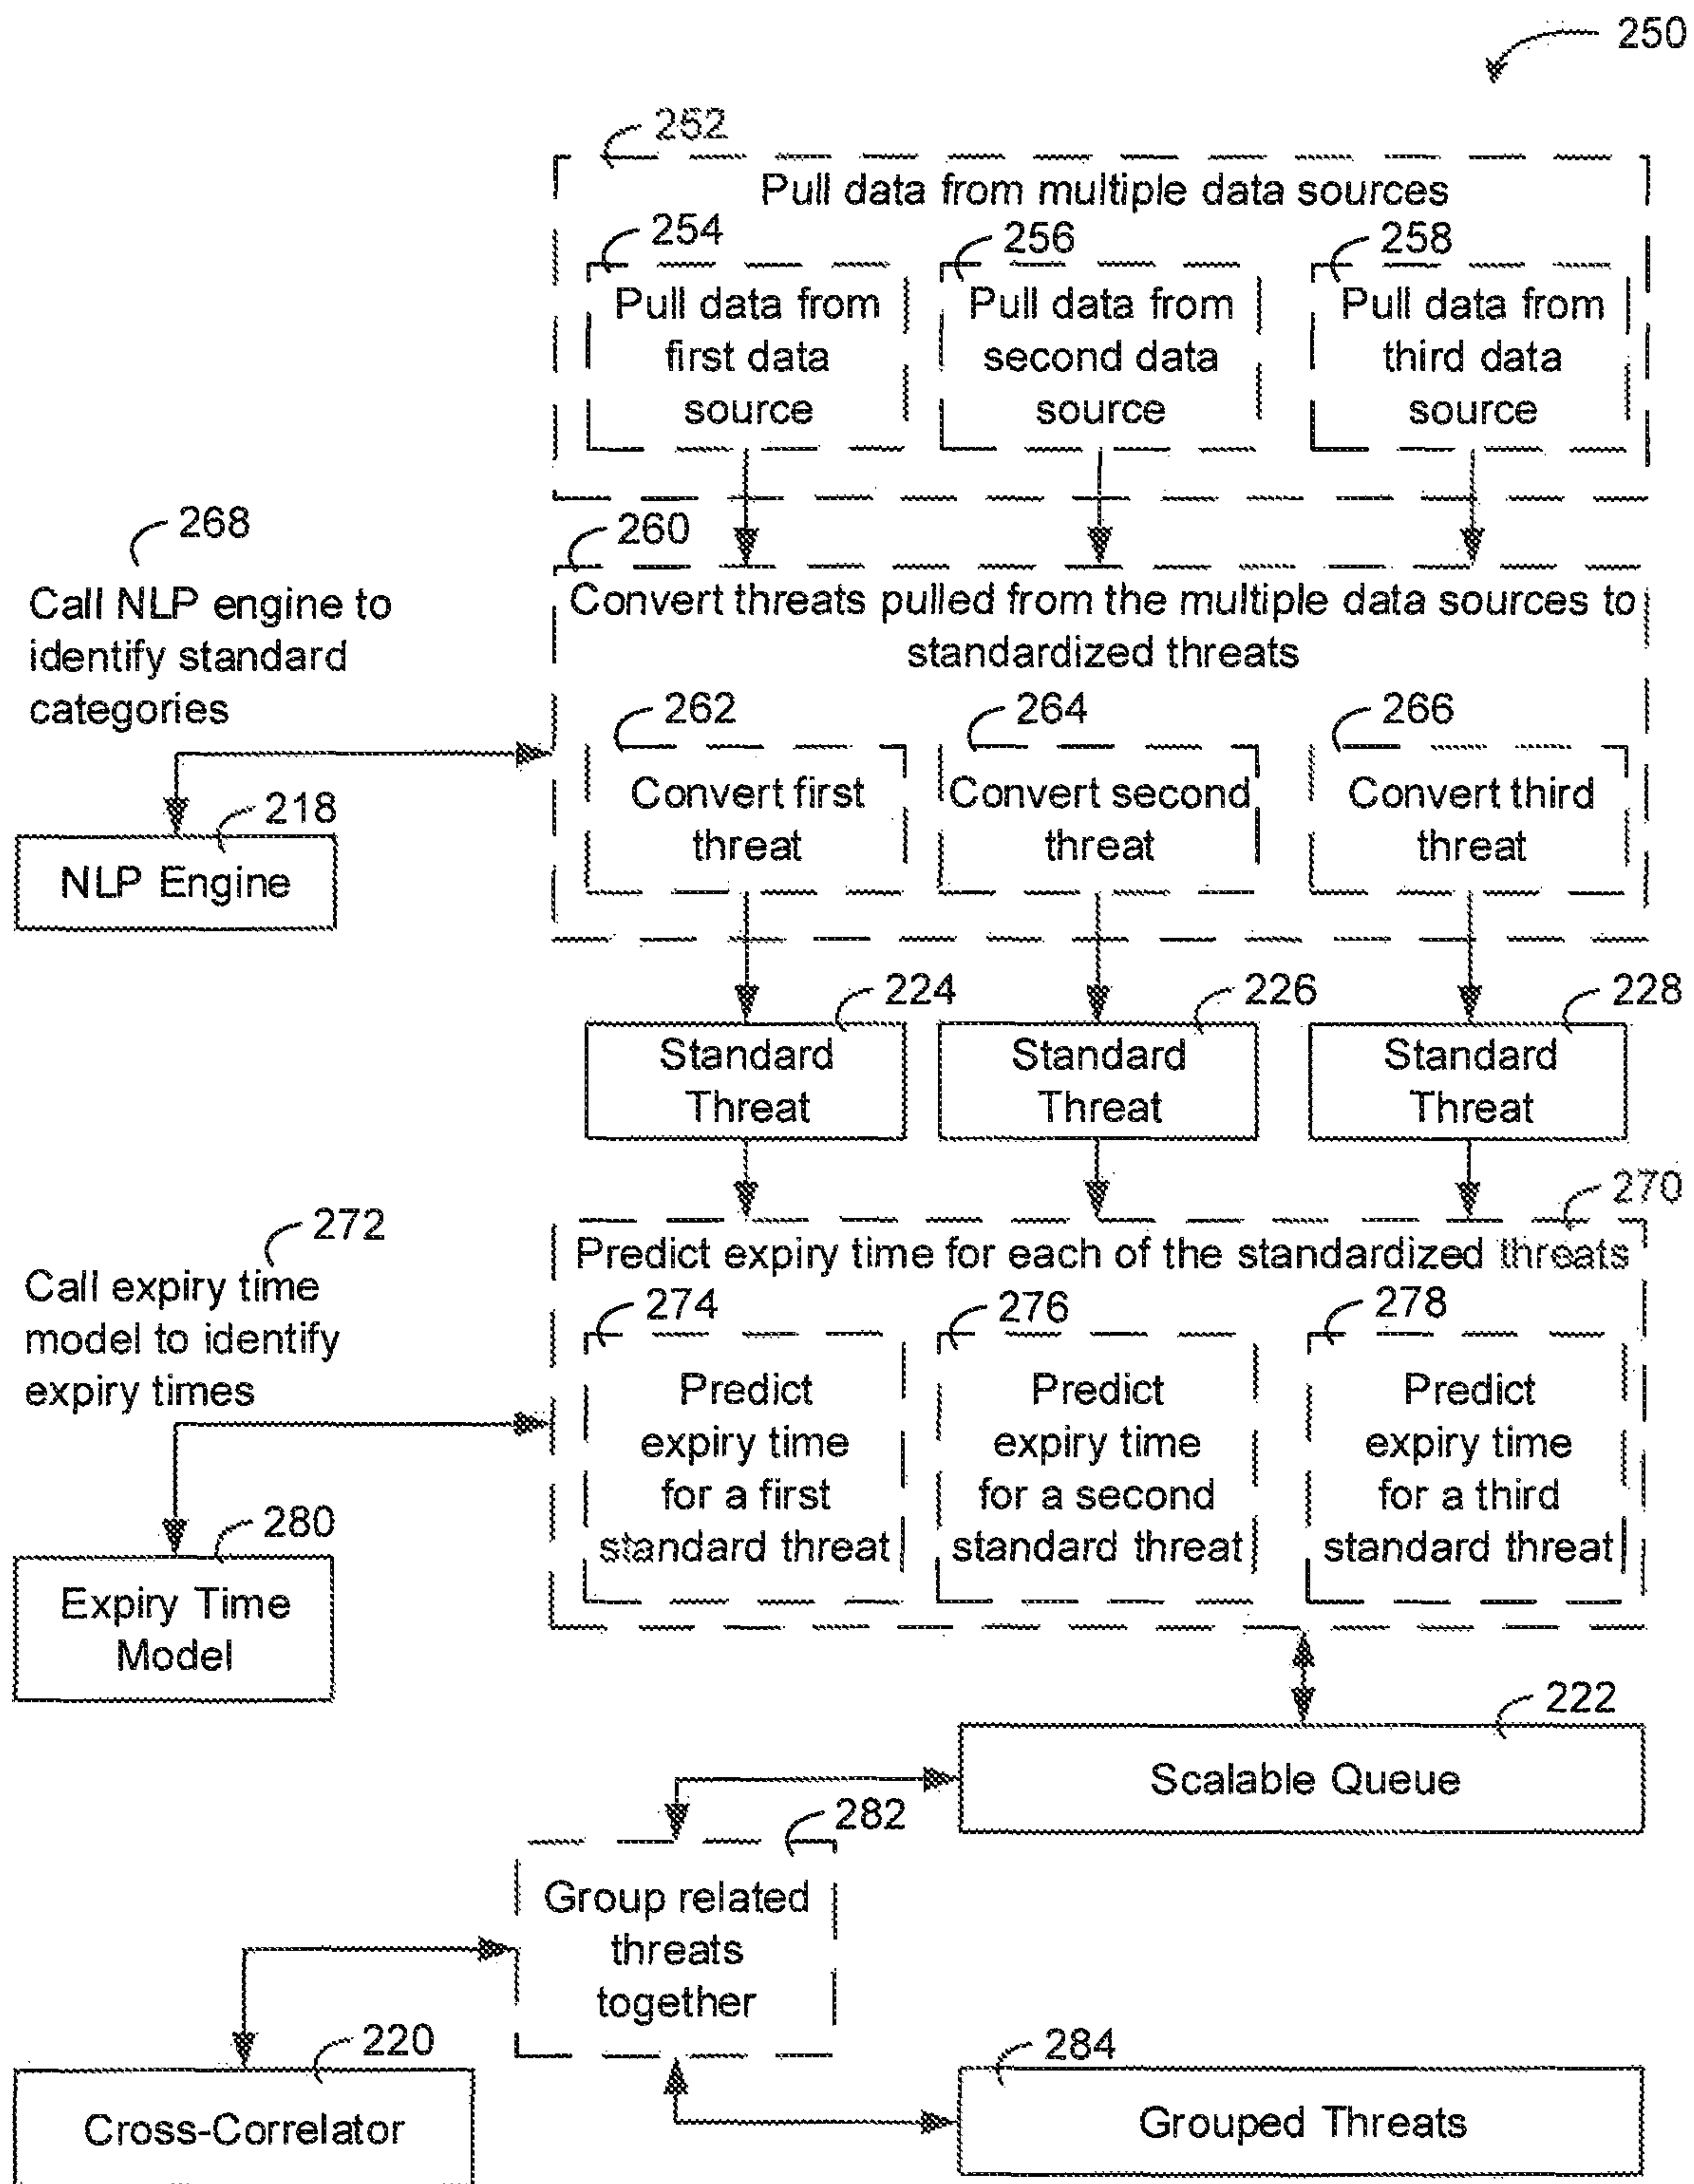 250
252
Pull data from multiple data sources
254
256
258
Pull data from
first data
source
Pull data from
second data
source
Pull data from
third data
source
268
Call NLP engine to
identify standard
categories
260
Convert threats pulled from the multiple data sources to
standardized threats
262
264
266
Convert first
threat
Convert second
threat
Convert third
threat
218
NLP Engine
224
226
228
Standard
Threat
Standard
Threat
Standard
Threat
270
272
Call expiry time
model to identify
expiry times
Predict expiry time for each of the standardized threats
274
276
278
Predict
expiry time
for a first
standard threat
Predict
expiry time
for a second
standard threat
Predict
expiry time
for a third
standard threat
280
Expiry Time
Model
222
Scalable Queue
282
Group related
threats
together
220
Cross-Correlator
284
Grouped Threats